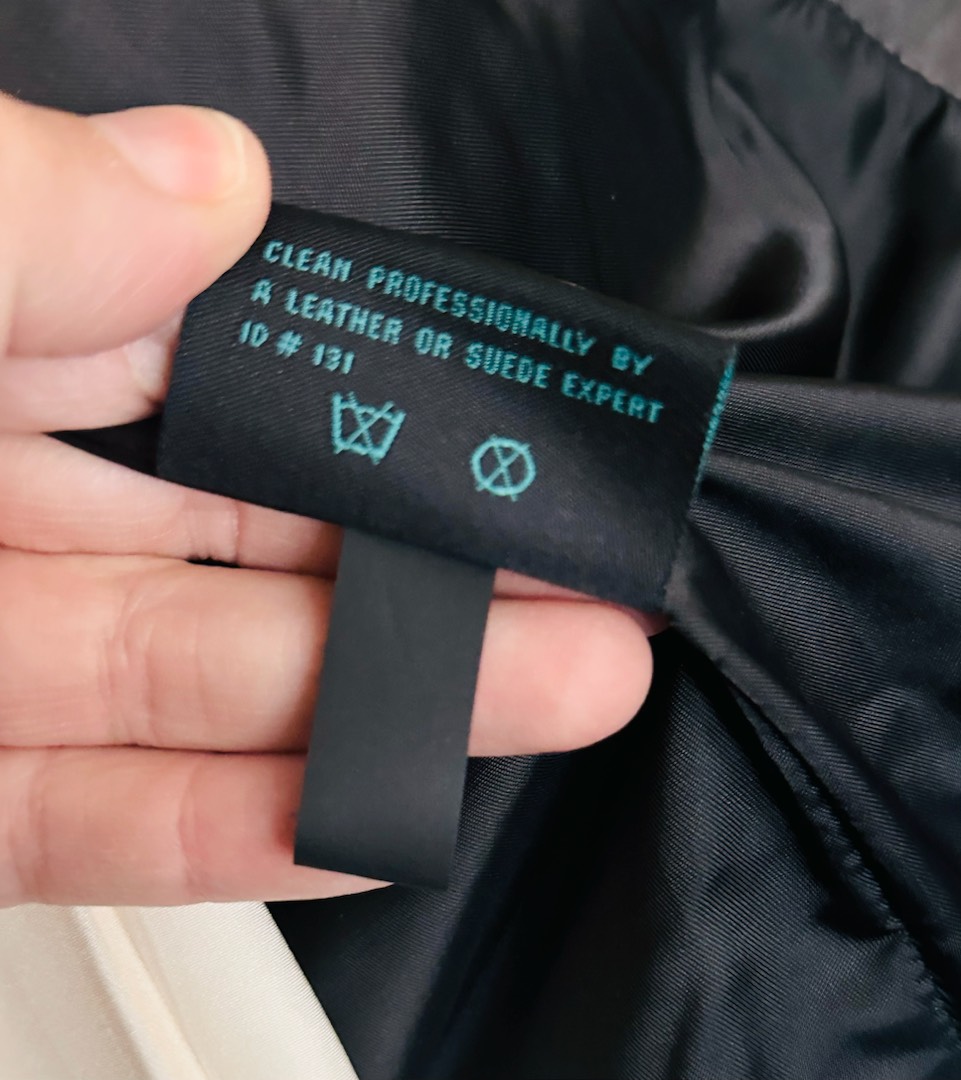 CLEAN PROFESSIONALLY BY
A LEATHER OR SUEDE EXPERT
ID # 131